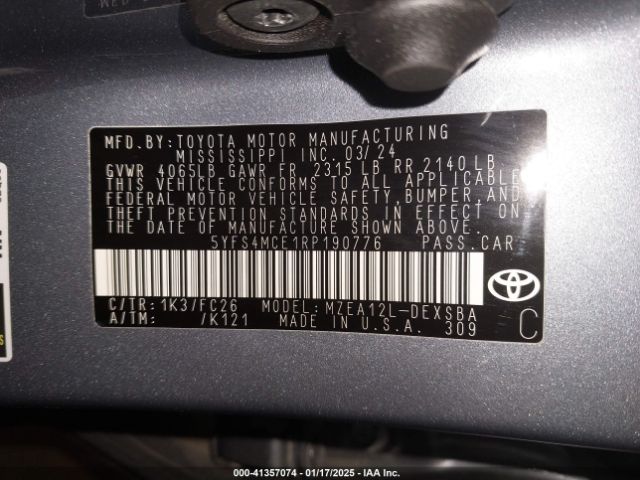 MFD.BY: TOYOTA MOTOR MANUFACTURING
MISSISSIPPI INC. 03/24
GVWR 4065LB GAWR FR 2315 LB RR 2140 LB
THIS VEHICLE CONFORMS TO ALL APPLICABLE
FEDERAL MOTOR VEHICLE SAFETY,BUMPER,AND
THEFT PREVENTION STANDARDS IN EFFECT ON
THE DATE OF MANUFACTURE SHOWN ABOVE.
5YFS4MCE1RP190776 PASS.CAR
C/TR: 1K3/FC26 MODEL: MZEA12L-DEXSBA
A/TM: /K121 MADE IN U.S.A. 309
C
TOYOTA
© - 41357074 - 01/17/2025 - IAA Inc.